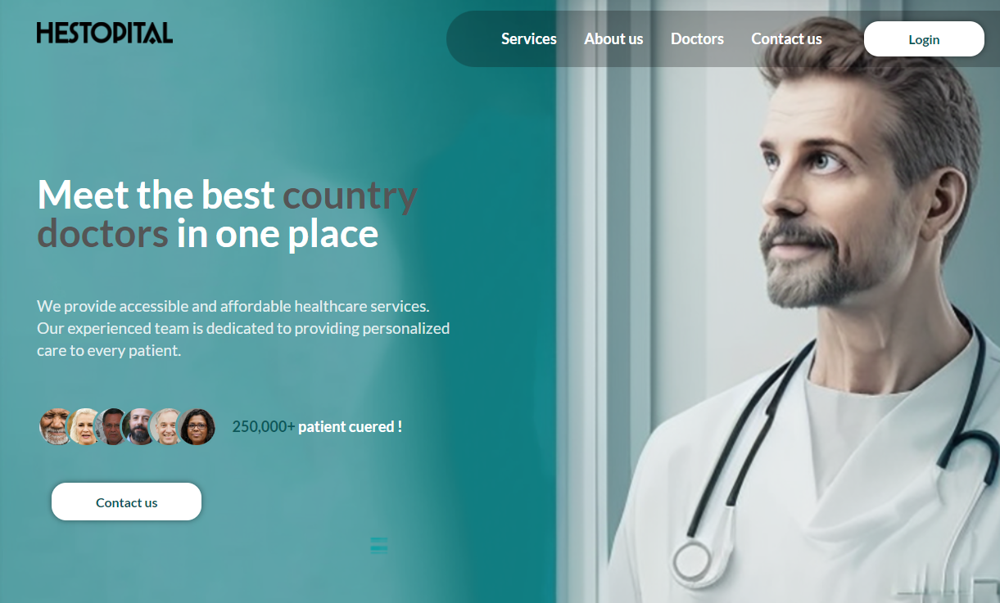 HESTOPITAL
Services
About us
Doctors
Contact us
Login
Meet the best country
doctors in one place
We provide accessible and affordable healthcare services.
Our experienced team is dedicated to providing personalized
care to every patient.
250,000+ patient cuered !
Contact us